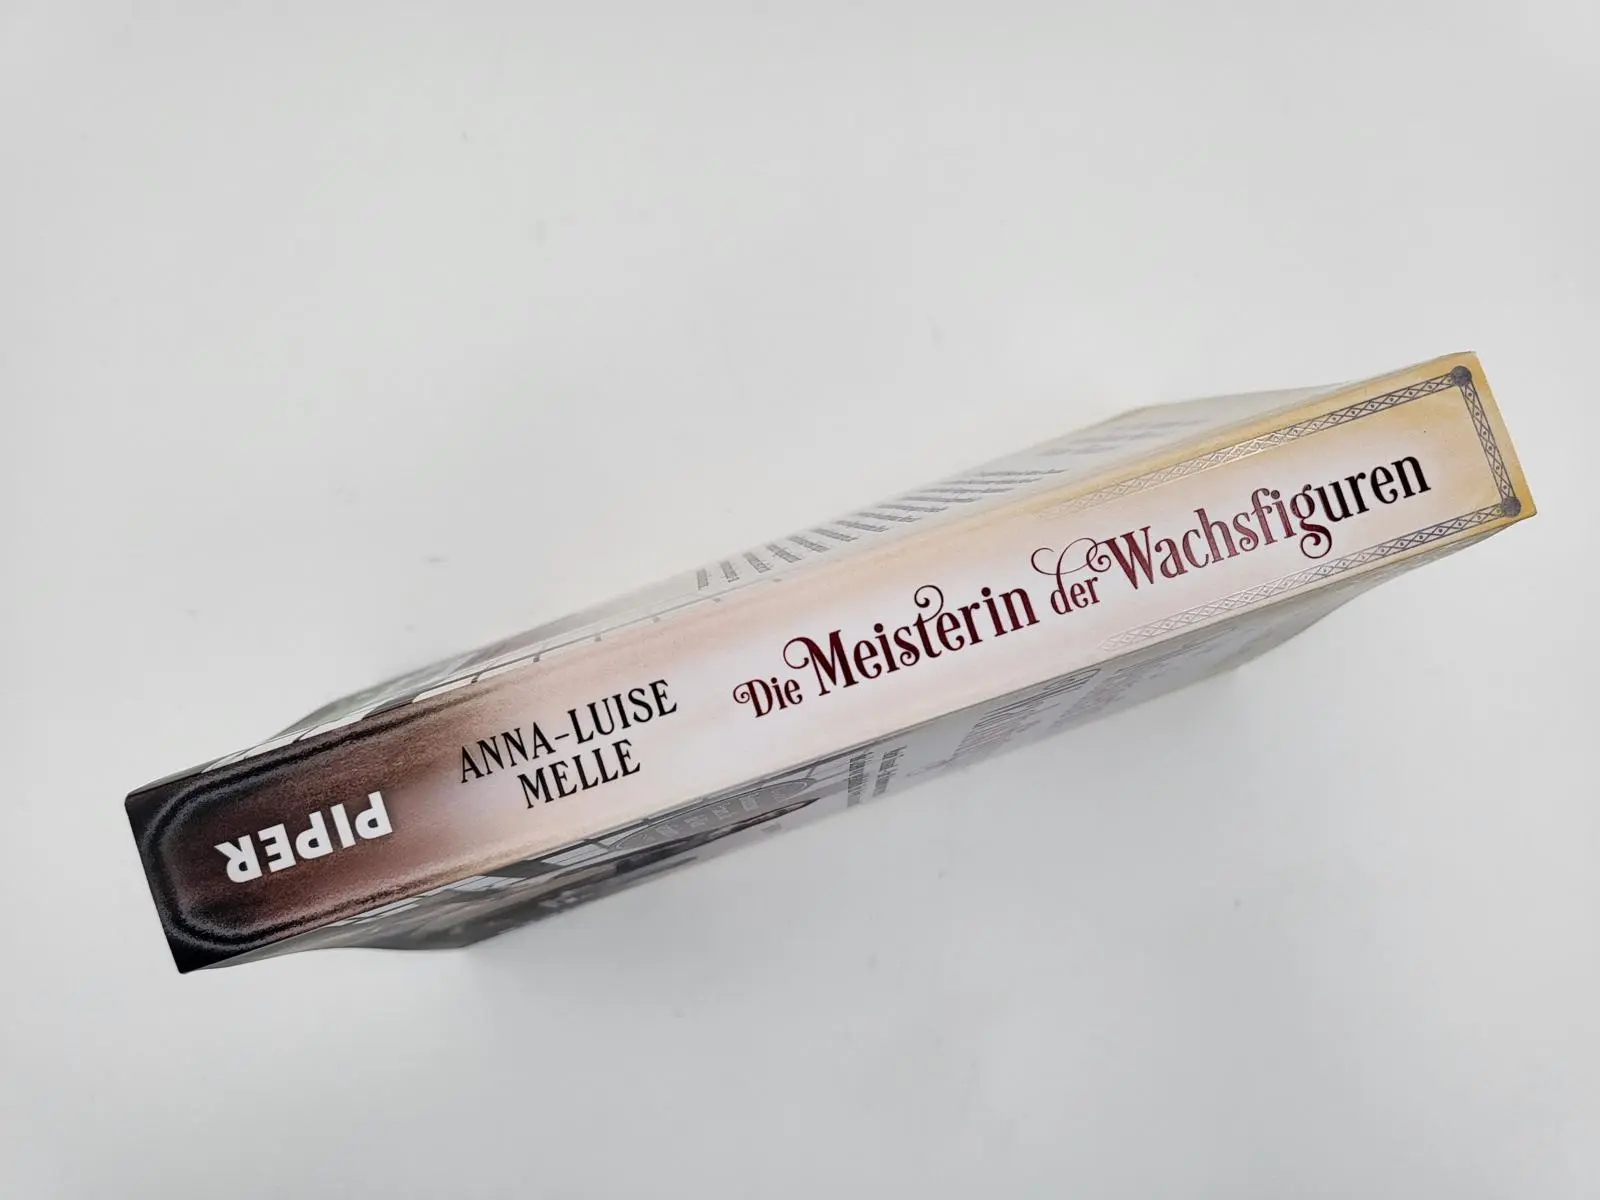 PIPER
ANNA-LUISE
MELLE
Die Meisterin der Wachsfiguren